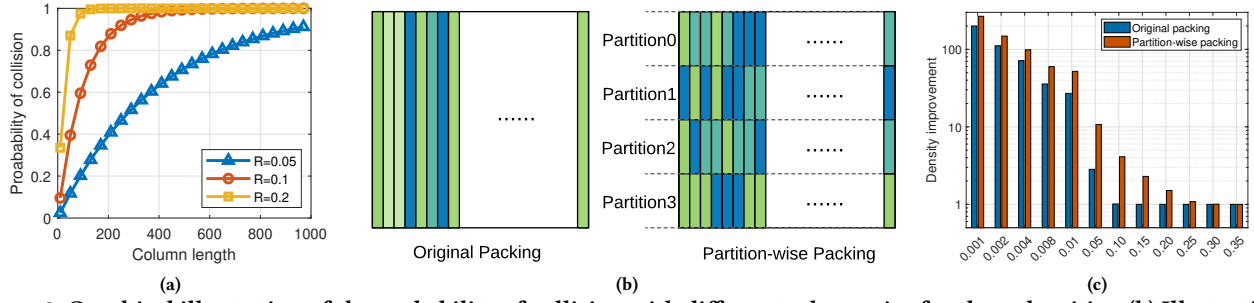 Proabability of collision
1
0.8
0.6
0.4
0.2
0
0 200 400 600 800 1000
Column length
R=0.05
R=0.1
R=0.2
(a)
......
Original Packing
Partition0
Partition1
Partition2
Partition3
......
......
......
......
Partition-wise Packing
(b)
Density improvement
100
10
1
Original packing
Partition-wise packing
0.001 0.002 0.004 0.008 0.01 0.05 0.10 0.15 0.20 0.25 0.30 0.35
(c)